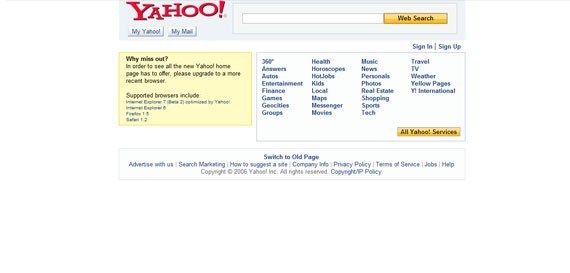 YAHOO!®
Web Search
My Yahoo! My Mail
Sign In | Sign Up
Why miss out?
In order to see all the new Yahoo! home
page has to offer, please upgrade to a more
recent browser.
Supported browsers include:
Internet Explorer 7 (Beta 2) optimized by Yahoo!
Internet Explorer 6
Firefox 1.5
Safari 1.2
360° Health Music Travel
Answers Horoscopes News TV
Autos HotJobs Personals Weather
Entertainment Kids Photos Yellow Pages
Finance Local Real Estate Y! International
Games Maps Shopping
Geocities Messenger Sports
Groups Movies Tech
All Yahoo! Services
Switch to Old Page
Advertise with us | Search Marketing | How to suggest a site | Company Info | Privacy Policy | Terms of Service | Jobs | Help
Copyright © 2006 Yahoo! Inc. All rights reserved. Copyright/IP Policy